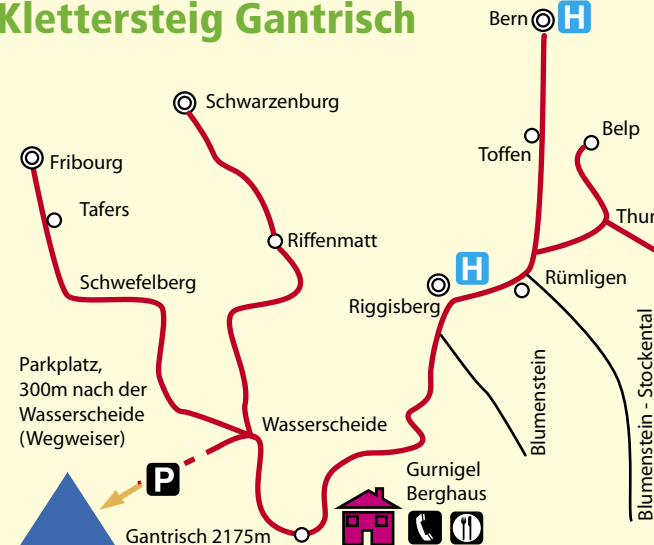 Klettersteig Gantrisch
Bern
H
Schwarzenburg
Belp
Toffen
Fribourg
Tafers
Thur
Riffenmatt
H
Rümligen
Schwefelberg
Riggisberg
Parkplatz,
300m nach der
Wasserscheide
(Wegweiser)
Blumenstein
Blumenstein - Stockental
Wasserscheide
P
Gurnigel
Berghaus
Gantrisch 2175m